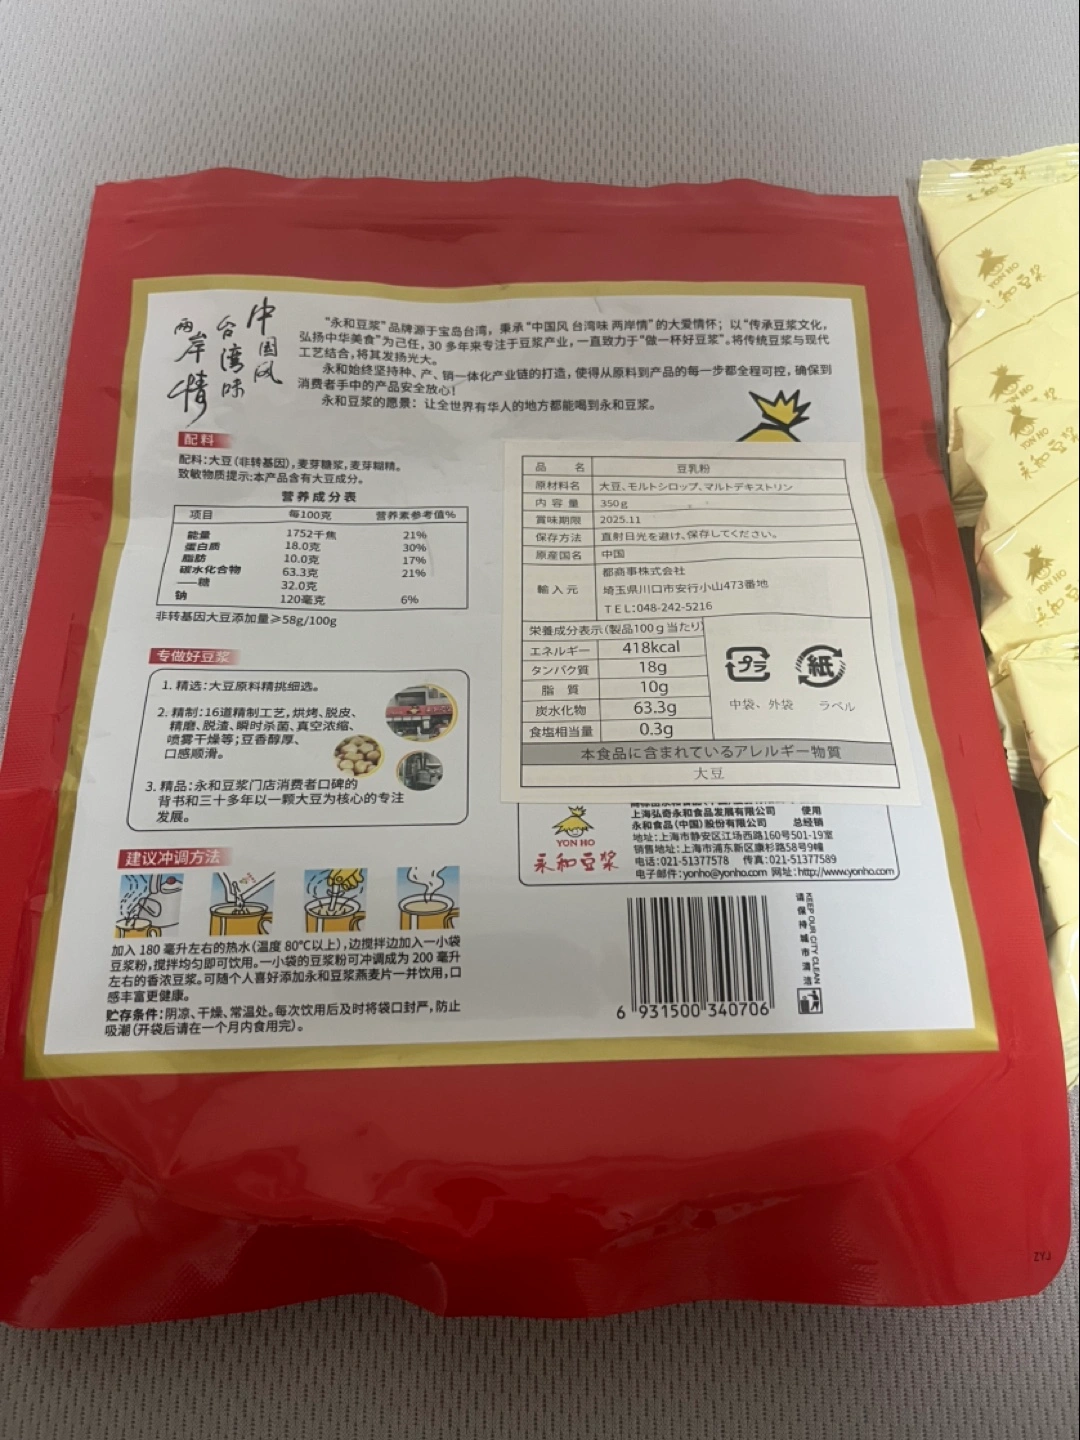 中国风
台湾味
两岸情
“永和豆浆”品牌源于宝岛台湾，秉承“中国风 台湾味 两岸情”的大爱情怀；以“传承豆浆文化，
弘扬中华美食”为己任，30 多年来专注于豆浆产业，一直致力于“做一杯好豆浆”。将传统豆浆与现代
工艺结合，将其发扬光大。
永和始终坚持种、产、销一体化产业链的打造，使得从原料到产品的每一步都全程可控，确保到
消费者手中的产品安全放心！
永和豆浆的愿景：让全世界有华人的地方都能喝到永和豆浆。
配料
配料：大豆（非转基因），麦芽糖浆，麦芽糊精。
致敏物质提示：本产品含有大豆成分。
营养成分表
项目 每100克 营养素参考值%
能量 1752千焦 21%
蛋白质 18.0克 30%
脂肪 10.0克 17%
碳水化合物 63.3克 21%
——糖 32.0克
钠 120毫克 6%
非转基因大豆添加量≥58g/100g
专做好豆浆
1. 精选：大豆原料精挑细选。
2. 精制：16道精制工艺，烘烤、脱皮、
精磨、脱渣、瞬时杀菌、真空浓缩、
喷雾干燥等；豆香醇厚、
口感顺滑。
3. 精品：永和豆浆门店消费者口碑的
背书和三十多年以一颗大豆为核心的专注
发展。
建议冲调方法
加入 180 毫升左右的热水（温度 80℃以上），边搅拌边加入一小袋
豆浆粉，搅拌均匀即可饮用。一小袋的豆浆粉可冲调成为 200 毫升
左右的香浓豆浆。可随个人喜好添加永和豆浆燕麦片一并饮用，口
感丰富更健康。
贮存条件：阴凉、干燥、常温处。每次饮用后及时将袋口封严，防止
吸潮（开袋后请在一个月内食用完）。
品名 豆乳粉
原材料名 大豆、モルトシロップ、マルトデキストリン
内容量 350g
賞味期限 2025.11
保存方法 直射日光を避け、保存してください。
原産国名 中国
輸入元 都商事株式会社
埼玉県川口市安行小山473番地
TEL:048-242-5216
栄養成分表示（製品100g当たり）
エネルギー 418kcal
タンパク質 18g
脂質 10g
炭水化物 63.3g
食塩相当量 0.3g
プラ 紙
中袋、外袋 ラベル
本食品に含まれているアレルギー物質
大豆
YON HO
永和豆浆
上海弘奇永和食品发展有限公司 使用
永和食品（中国）股份有限公司 总经销
地址：上海市静安区江场西路160号501-19室
销售地址：上海市浦东新区康杉路58号9幢
电话：021-51377578 传真：021-51377589
电子邮件：yonho@yonho.com 网址：http://www.yonho.com
6 931500 340706
请保持城市清洁
KEEP OUR CITY CLEAN
ZYJ
YON HO
永和豆浆
YON HO
YON HO
永和豆浆
YON HO
永和豆浆